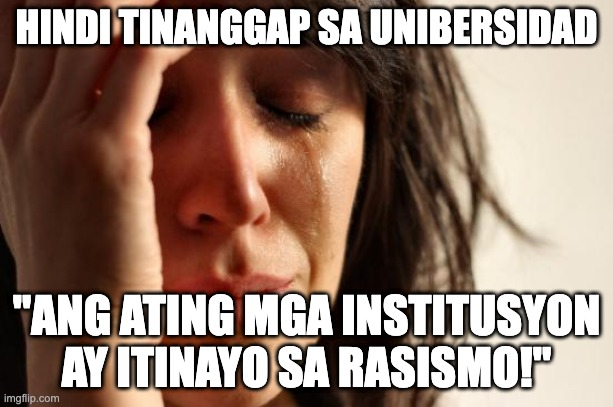 HINDI TINANGGAP SA UNIBERSIDAD
"ANG ATING MGA INSTITUSYON
AY ITINAYO SA RASISMO!"
imgflip.com